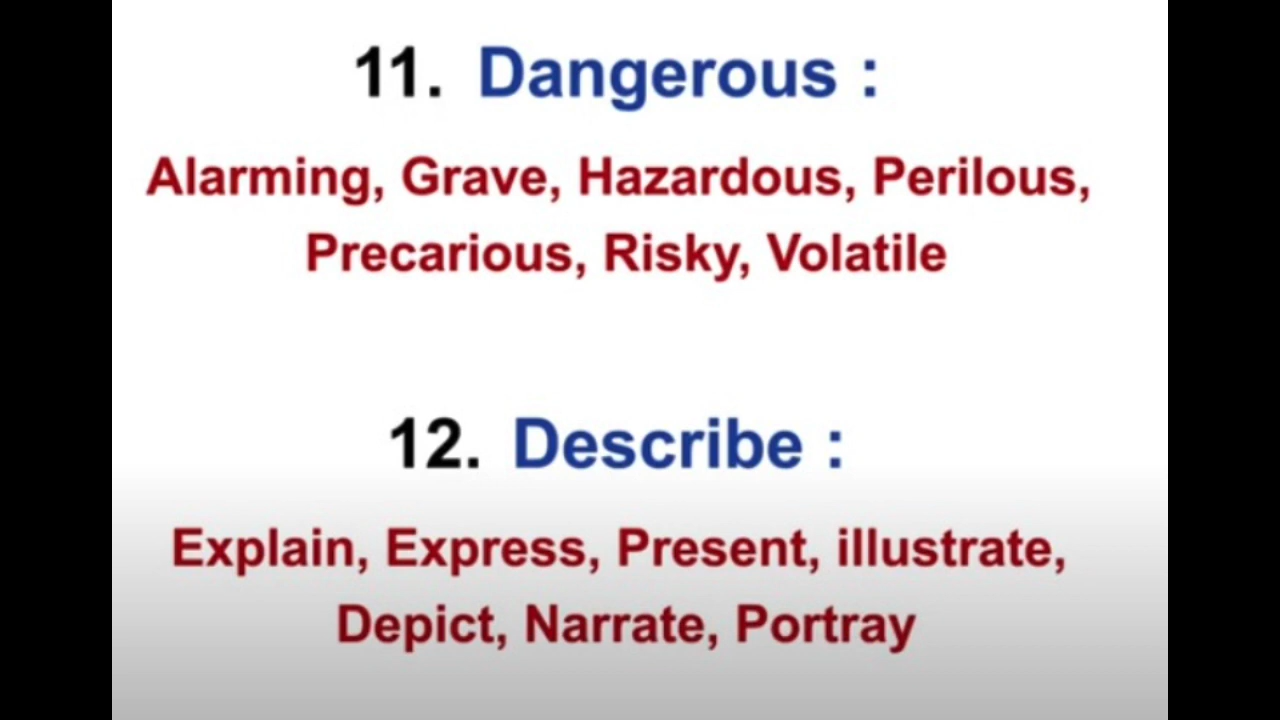 11. Dangerous :
Alarming, Grave, Hazardous, Perilous,
Precarious, Risky, Volatile
12. Describe :
Explain, Express, Present, illustrate,
Depict, Narrate, Portray